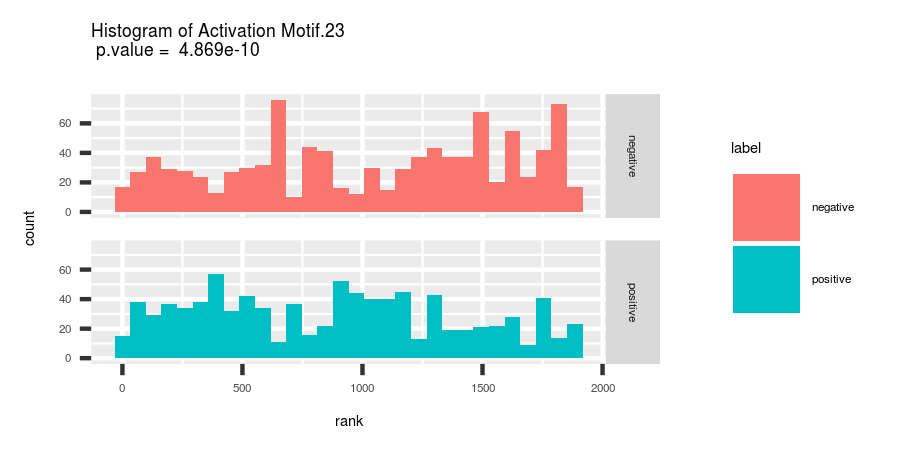 Histogram of Activation Motif.23
p.value = 4.869e-10
count
60
40
20
0
negative
60
40
20
0
positive
0
500
1000
1500
2000
rank
label
negative
positive